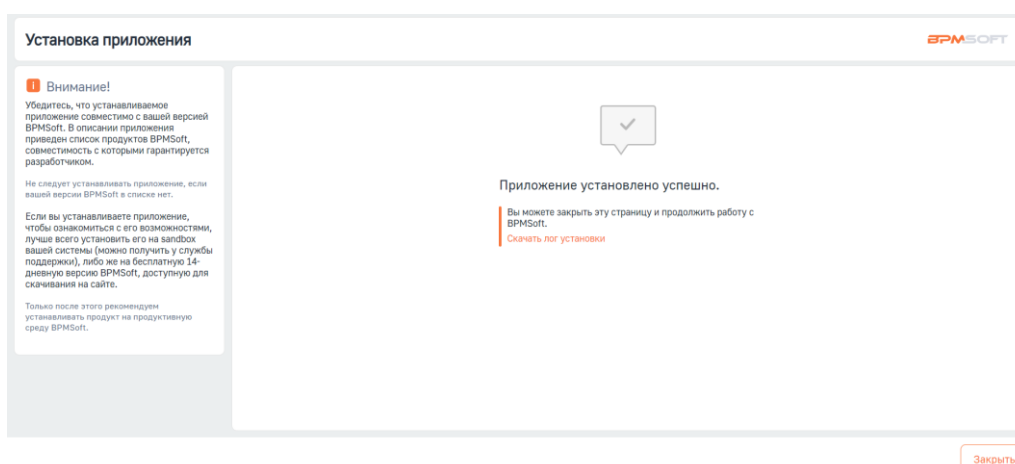 Установка приложения
BPMSOFT
Внимание!
Убедитесь, что устанавливаемое
приложение совместимо с вашей версией
BPMSoft. В описании приложения
приведен список продуктов BPMSoft,
совместимость с которыми гарантируется
разработчиком.
Не следует устанавливать приложение, если
вашей версии BPMSoft в списке нет.
Если вы устанавливаете приложение,
чтобы ознакомиться с его возможностями,
лучше всего установить его на sandbox
вашей системы (можно получить у службы
поддержки), либо же на бесплатную 14-
дневную версию BPMSoft, доступную для
скачивания на сайте.
Только после этого рекомендуем
устанавливать продукт на продуктивную
среду BPMSoft.
Приложение установлено успешно.
Вы можете закрыть эту страницу и продолжить работу с
BPMSoft.
Скачать лог установки
Закрыть